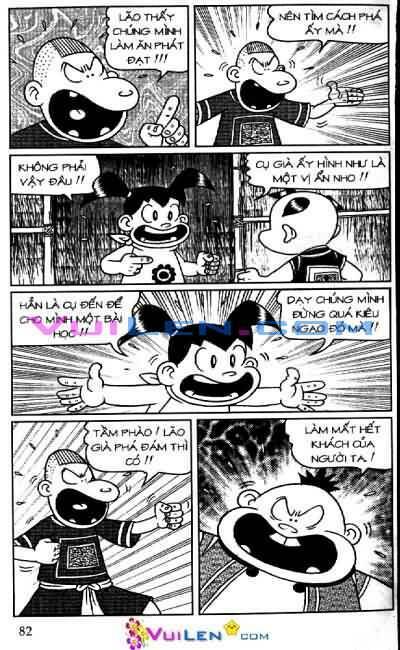 LÃO THẤY
CHÚNG MÌNH
LÀM ĂN PHÁT
ĐẠT !!!
NÊN TÌM CÁCH PHÁ
ẤY MÀ !!
KHÔNG PHẢI
VẬY ĐÂU !!
CỤ GIÀ ẤY HÌNH NHƯ LÀ
MỘT VỊ ẨN NHO !!
HẲN LÀ CỤ ĐẾN ĐỂ
CHO MÌNH MỘT BÀI
HỌC !!
DẠY CHÚNG MÌNH
ĐỪNG QUÁ KIÊU
NGẠO ĐÓ MÀ !!
VUILEN.COM
TẦM PHÀO ! LÃO
GIÀ PHÁ ĐÁM THÌ
CÓ !!
LÀM MẤT HẾT
KHÁCH CỦA
NGƯỜI TA !
82
VUILEN COM